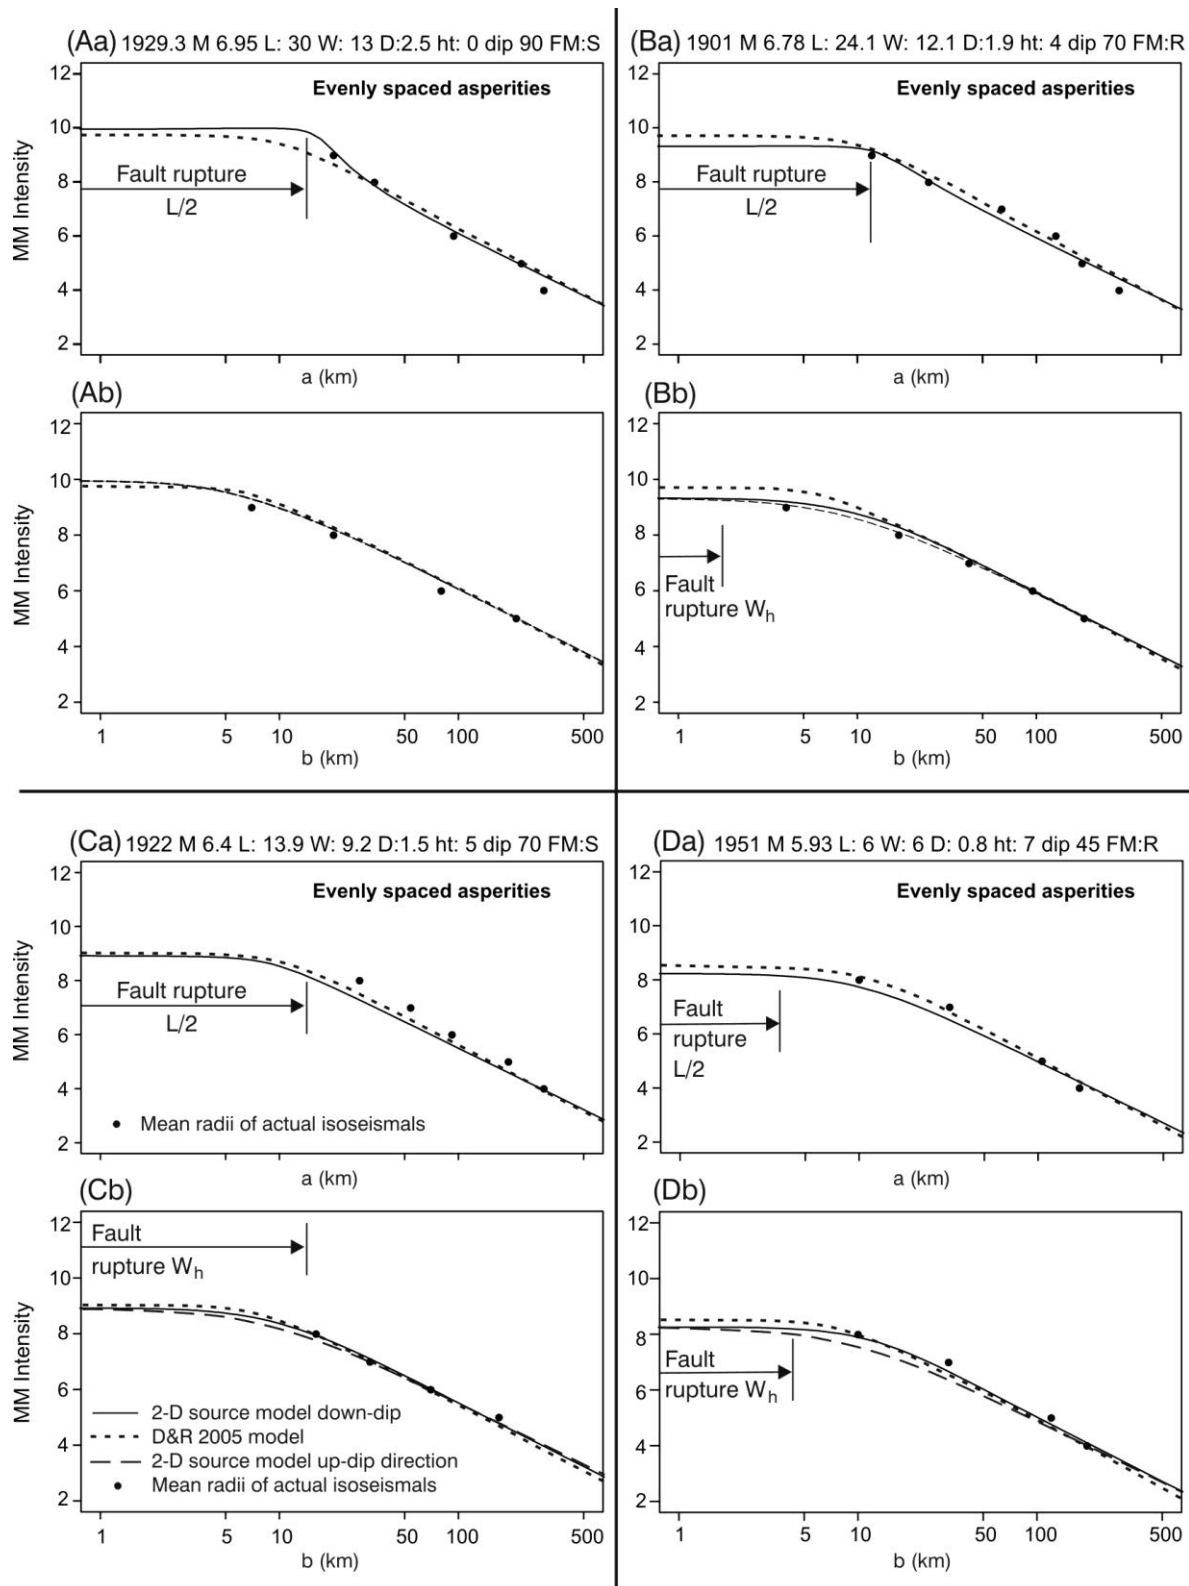 (Aa) 1929.3 M 6.95 L: 30 W: 13 D:2.5 ht: 0 dip 90 FM:S
Evenly spaced asperities
12
10
8
6
4
2
MM Intensity
Fault rupture
L/2
a (km)
(Ab)
12
10
8
6
4
2
MM Intensity
1 5 10 50 100 500
b (km)
(Ba) 1901 M 6.78 L: 24.1 W: 12.1 D:1.9 ht: 4 dip 70 FM:R
Evenly spaced asperities
12
10
8
6
4
2
Fault rupture
L/2
a (km)
(Bb)
12
10
8
6
4
2
Fault
rupture Wh
1 5 10 50 100 500
b (km)
(Ca) 1922 M 6.4 L: 13.9 W: 9.2 D:1.5 ht: 5 dip 70 FM:S
Evenly spaced asperities
12
10
8
6
4
2
MM Intensity
Fault rupture
L/2
Mean radii of actual isoseismals
a (km)
(Cb)
12
10
8
6
4
2
MM Intensity
Fault
rupture Wh
2-D source model down-dip
D&R 2005 model
2-D source model up-dip direction
Mean radii of actual isoseismals
1 5 10 50 100 500
b (km)
(Da) 1951 M 5.93 L: 6 W: 6 D: 0.8 ht: 7 dip 45 FM:R
Evenly spaced asperities
12
10
8
6
4
2
Fault
rupture
L/2
a (km)
(Db)
12
10
8
6
4
2
Fault
rupture Wh
1 5 10 50 100 500
b (km)